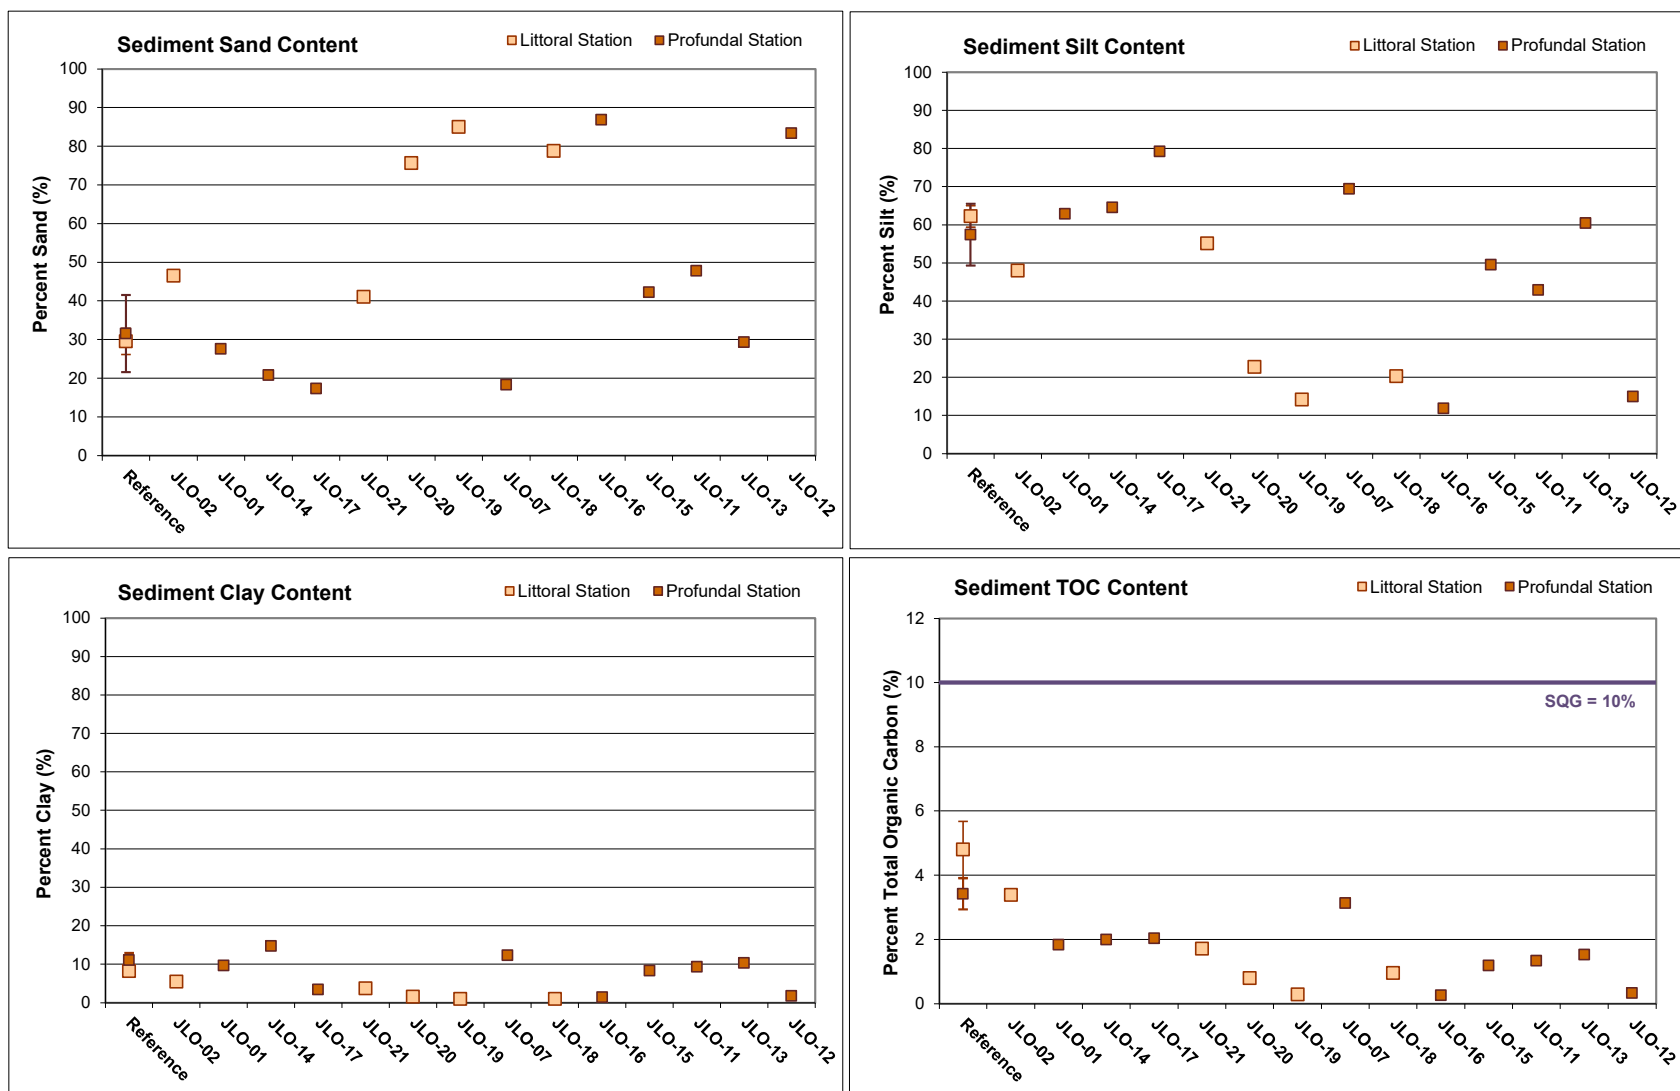 Sediment Sand Content
Littoral Station Profundal Station
Percent Sand (%)
100
90
80
70
60
50
40
30
20
10
0
Reference JLO-02 JLO-01 JLO-14 JLO-17 JLO-21 JLO-20 JLO-19 JLO-07 JLO-18 JLO-16 JLO-15 JLO-11 JLO-13 JLO-12
Sediment Silt Content
Littoral Station Profundal Station
Percent Silt (%)
100
90
80
70
60
50
40
30
20
10
0
Reference JLO-02 JLO-01 JLO-14 JLO-17 JLO-21 JLO-20 JLO-19 JLO-07 JLO-18 JLO-16 JLO-15 JLO-11 JLO-13 JLO-12
Sediment Clay Content
Littoral Station Profundal Station
Percent Clay (%)
100
90
80
70
60
50
40
30
20
10
0
Reference JLO-02 JLO-01 JLO-14 JLO-17 JLO-21 JLO-20 JLO-19 JLO-07 JLO-18 JLO-16 JLO-15 JLO-11 JLO-13 JLO-12
Sediment TOC Content
Littoral Station Profundal Station
Percent Total Organic Carbon (%)
12
10
SQG = 10%
8
6
4
2
0
Reference JLO-02 JLO-01 JLO-14 JLO-17 JLO-21 JLO-20 JLO-19 JLO-07 JLO-18 JLO-16 JLO-15 JLO-11 JLO-13 JLO-12